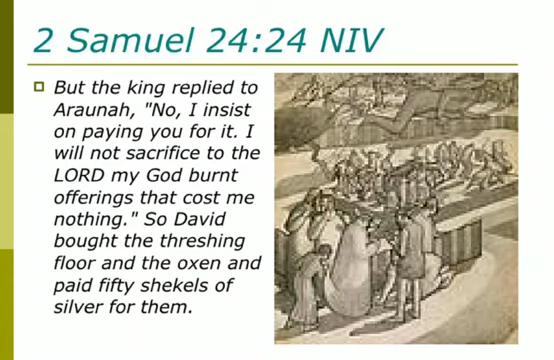 2 Samuel 24:24 NIV
But the king replied to
Araunah, "No, I insist
on paying you for it. I
will not sacrifice to the
LORD my God burnt
offerings that cost me
nothing." So David
bought the threshing
floor and the oxen and
paid fifty shekels of
silver for them.